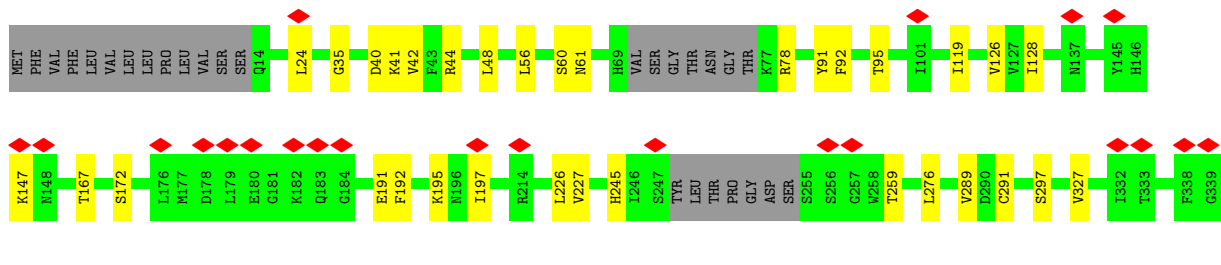 MET PHE VAL PHE LEU VAL LEU LEU PRO LEU VAL SER SER Q14 L24 G35 D40 K41 V42 F43 R44 L48 L56 S60 N61 H69 VAL SER GLY THR ASN GLY THR K77 R78 Y91 F92 T95 I101 I119 V126 V127 I128 N137 Y145 H146
K147 N148 T167 S172 L176 M177 D178 L179 E180 G181 K182 Q183 G184 E191 F192 K195 N196 I197 R214 L226 V227 H245 I246 S247 TYR LEU THR PRO GLY ASP SER S255 S256 G257 W258 T259 L276 V289 D290 C291 S297 V327 I332 T333 F338 G339